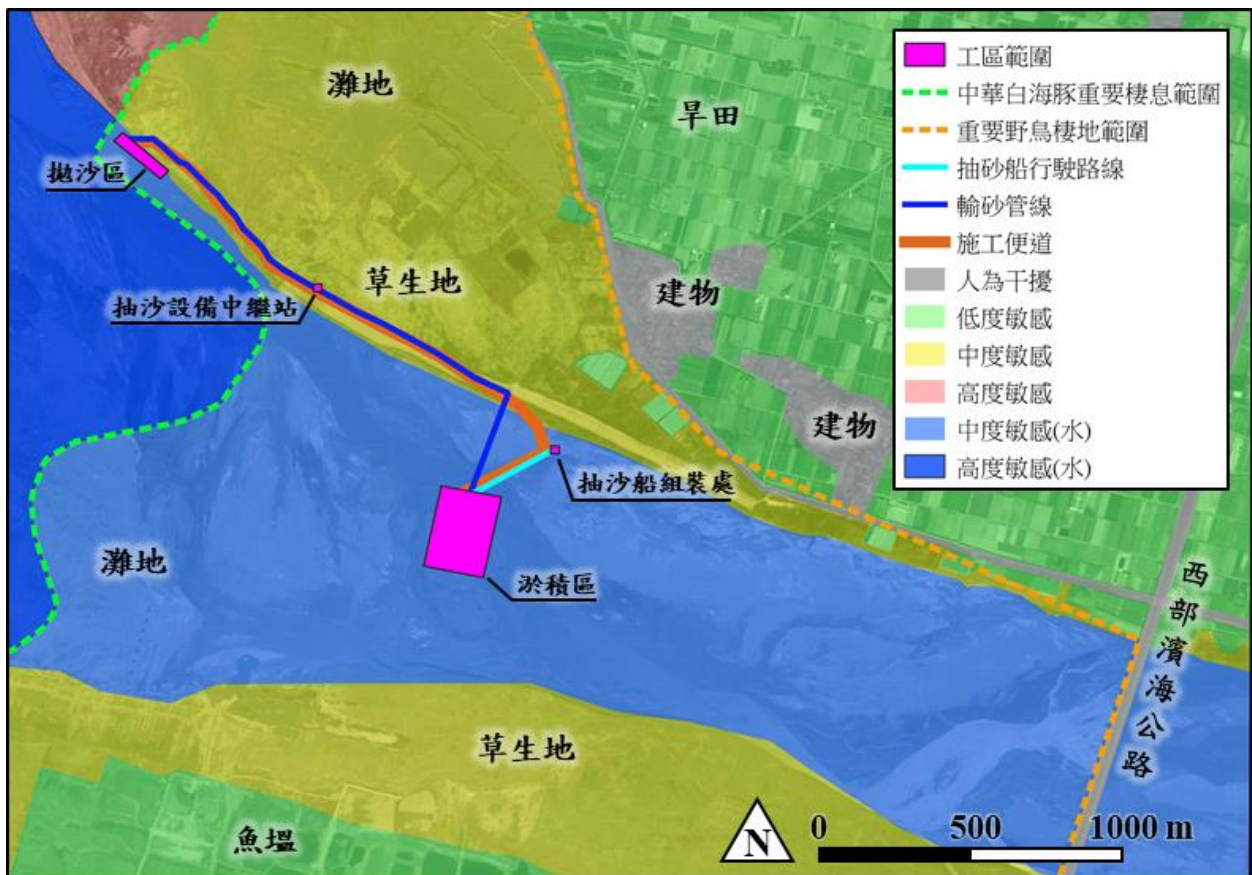 灘地
旱田
拋沙區
草生地
建物
抽沙設備中繼站
建物
抽沙船組裝處
灘地
淤積區
西部濱海公路
草生地
魚塭
工區範圍
中華白海豚重要棲息範圍
重要野鳥棲地範圍
抽砂船行駛路線
輸砂管線
施工便道
人為干擾
低度敏感
中度敏感
高度敏感
中度敏感(水)
高度敏感(水)
N
0 500 1000 m